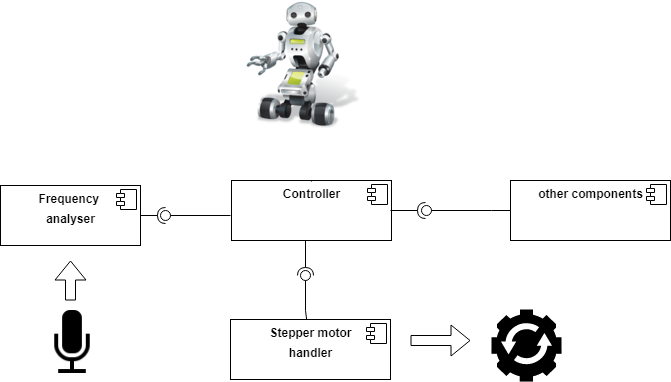 Frequency
analyser
Controller
other components
Stepper motor
handler